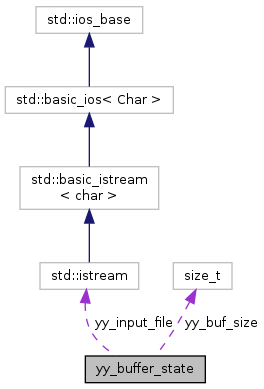 std::ios_base
std::basic_ios< Char >
std::basic_istream
< char >
std::istream
size_t
yy_input_file
yy_buf_size
yy_buffer_state